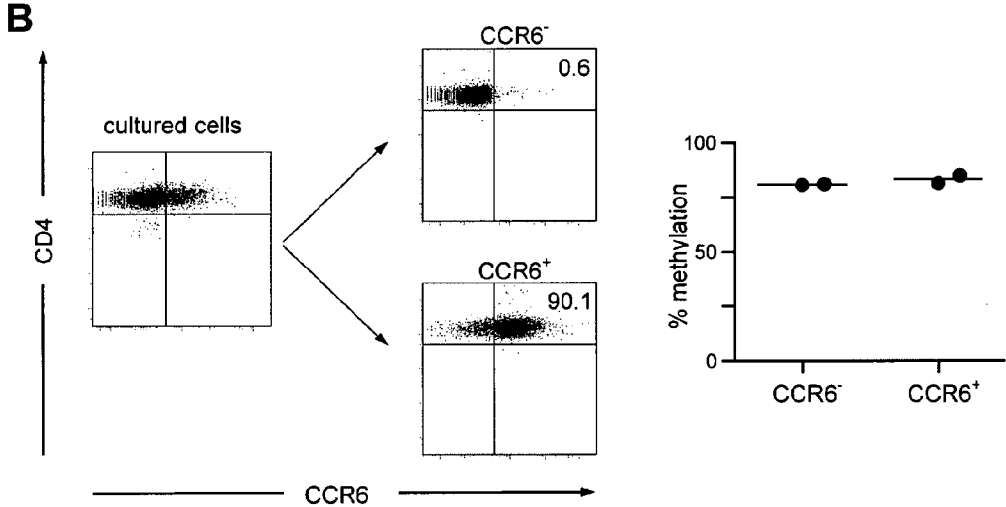 B
CD4
cultured cells
CCR6⁻
0.6
CCR6⁺
90.1
CCR6
% methylation
100
50
0
CCR6⁻
CCR6⁺